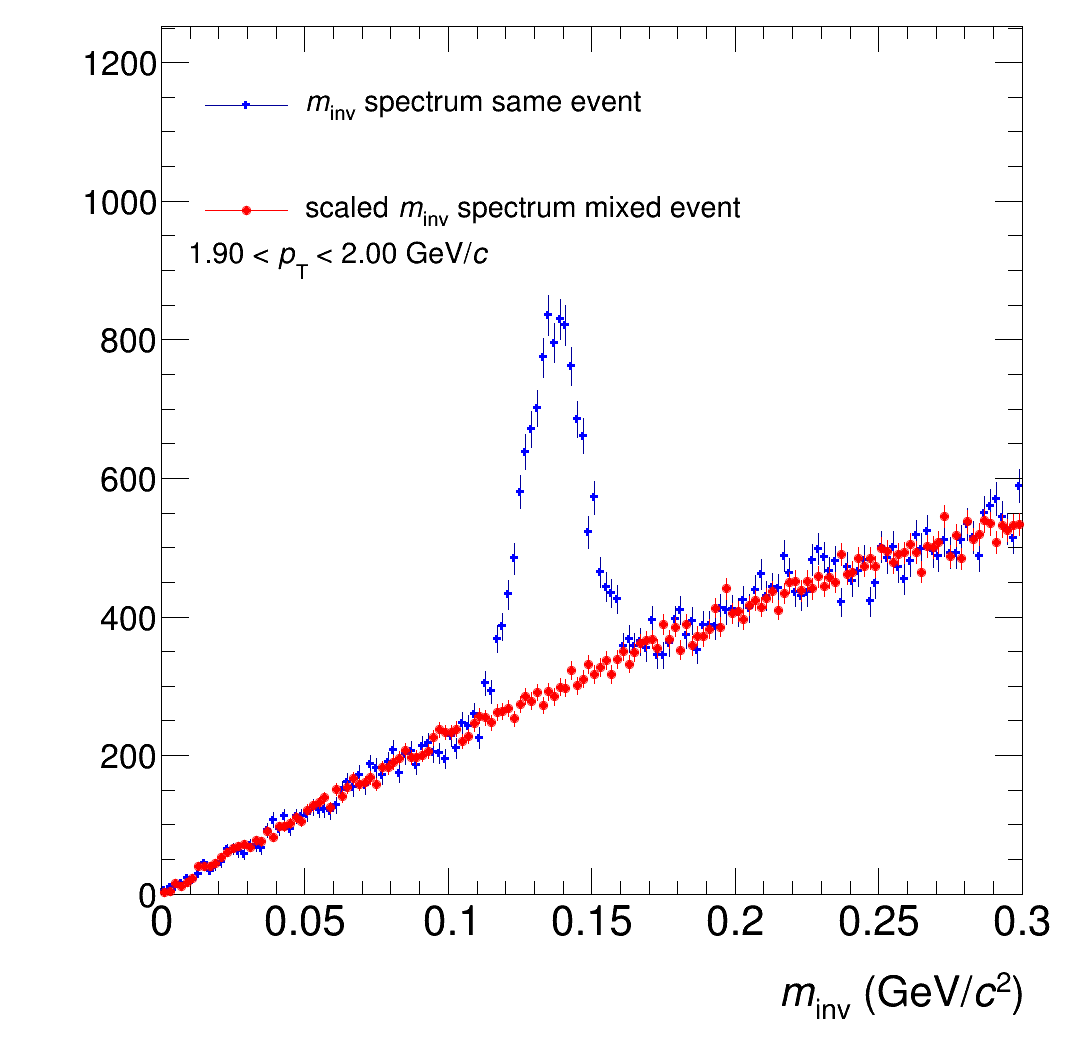 1200
m_inv spectrum same event
1000
scaled m_inv spectrum mixed event
1.90 < p_T < 2.00 GeV/c
800
600
400
200
0
0 0.05 0.1 0.15 0.2 0.25 0.3
m_inv (GeV/c²)